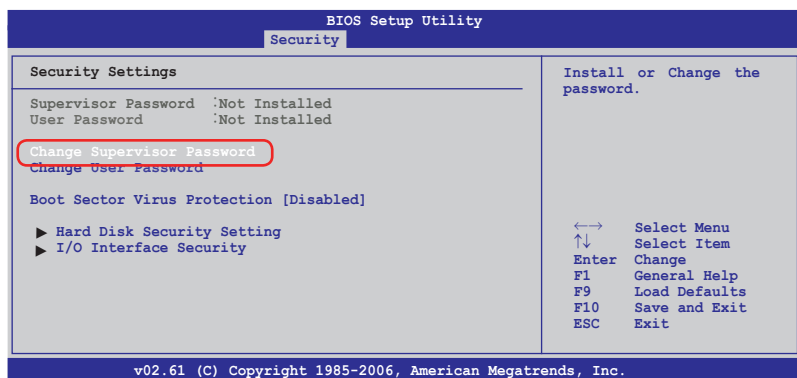 BIOS Setup Utility
Security
Security Settings
Supervisor Password :Not Installed
User Password :Not Installed
Change Supervisor Password
Change User Password
Boot Sector Virus Protection [Disabled]
▶ Hard Disk Security Setting
▶ I/O Interface Security
Install or Change the
password.
←→ Select Menu
↑↓ Select Item
Enter Change
F1 General Help
F9 Load Defaults
F10 Save and Exit
ESC Exit
v02.61 (C) Copyright 1985-2006, American Megatrends, Inc.